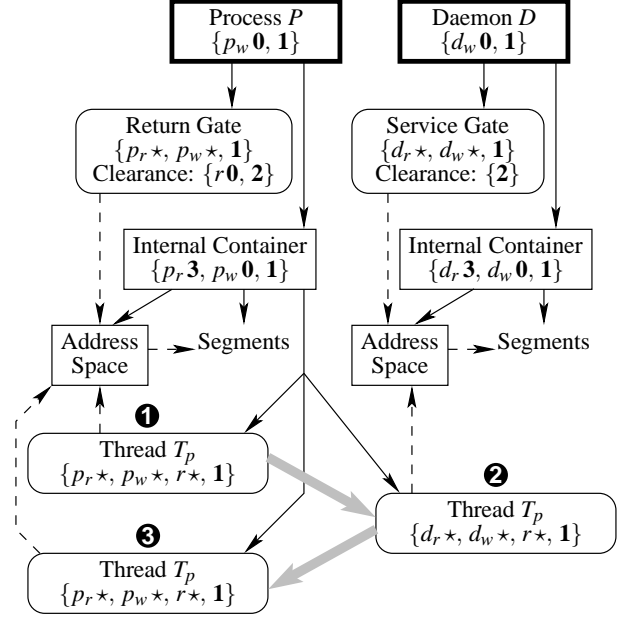 Process P
{p_w 0, 1}
Daemon D
{d_w 0, 1}
Return Gate
{p_r ⋆, p_w ⋆, 1}
Clearance: {r 0, 2}
Service Gate
{d_r ⋆, d_w ⋆, 1}
Clearance: {2}
Internal Container
{p_r 3, p_w 0, 1}
Internal Container
{d_r 3, d_w 0, 1}
Address
Space
Segments
Address
Space
Segments
❶
Thread T_p
{p_r ⋆, p_w ⋆, r ⋆, 1}
❷
Thread T_p
{d_r ⋆, d_w ⋆, r ⋆, 1}
❸
Thread T_p
{p_r ⋆, p_w ⋆, r ⋆, 1}